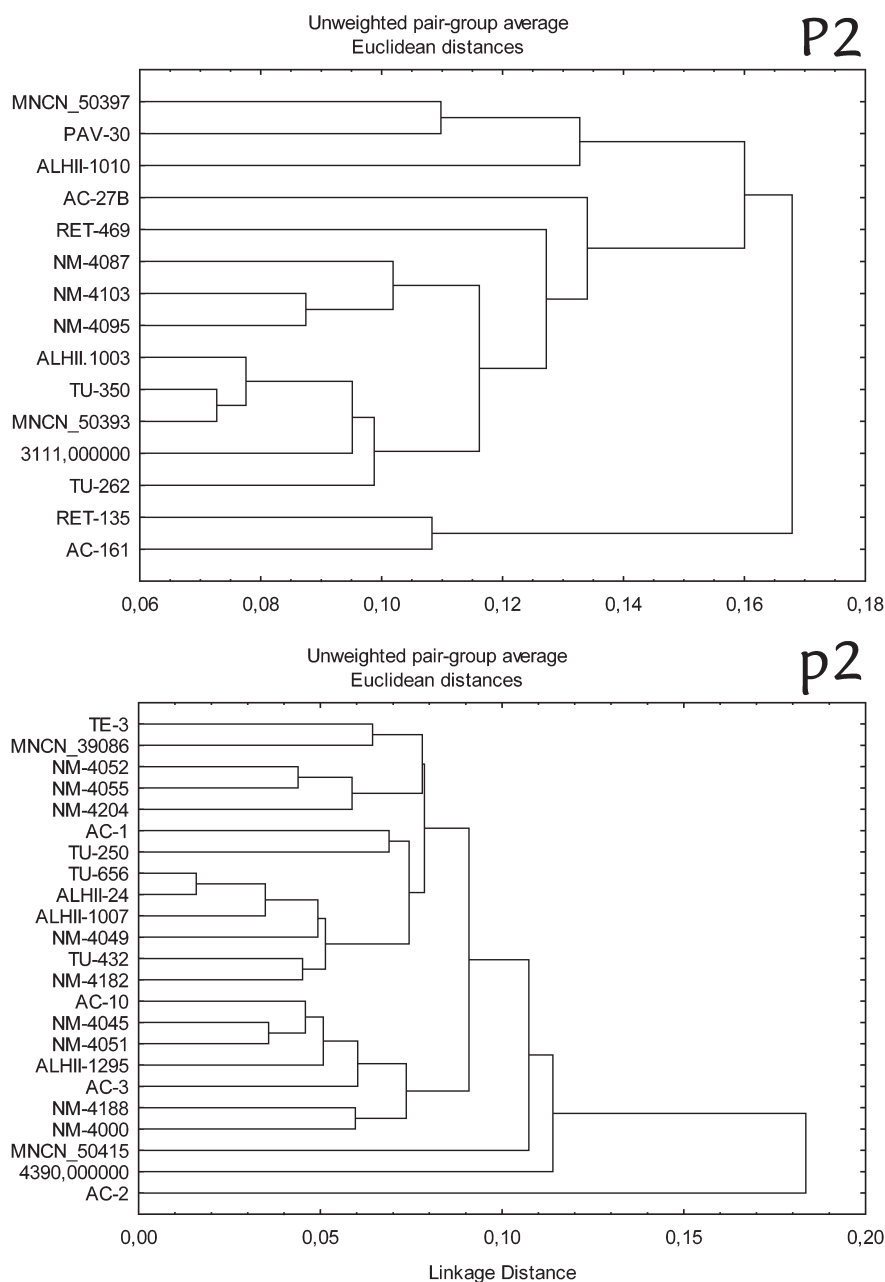 Unweighted pair-group average
Euclidean distances
P2
MNCN_50397
PAV-30
ALHII-1010
AC-27B
RET-469
NM-4087
NM-4103
NM-4095
ALHII.1003
TU-350
MNCN_50393
3111,000000
TU-262
RET-135
AC-161
0,06 0,08 0,10 0,12 0,14 0,16 0,18
Unweighted pair-group average
Euclidean distances
p2
TE-3
MNCN_39086
NM-4052
NM-4055
NM-4204
AC-1
TU-250
TU-656
ALHII-24
ALHII-1007
NM-4049
TU-432
NM-4182
AC-10
NM-4045
NM-4051
ALHII-1295
AC-3
NM-4188
NM-4000
MNCN_50415
4390,000000
AC-2
0,00 0,05 0,10 0,15 0,20
Linkage Distance